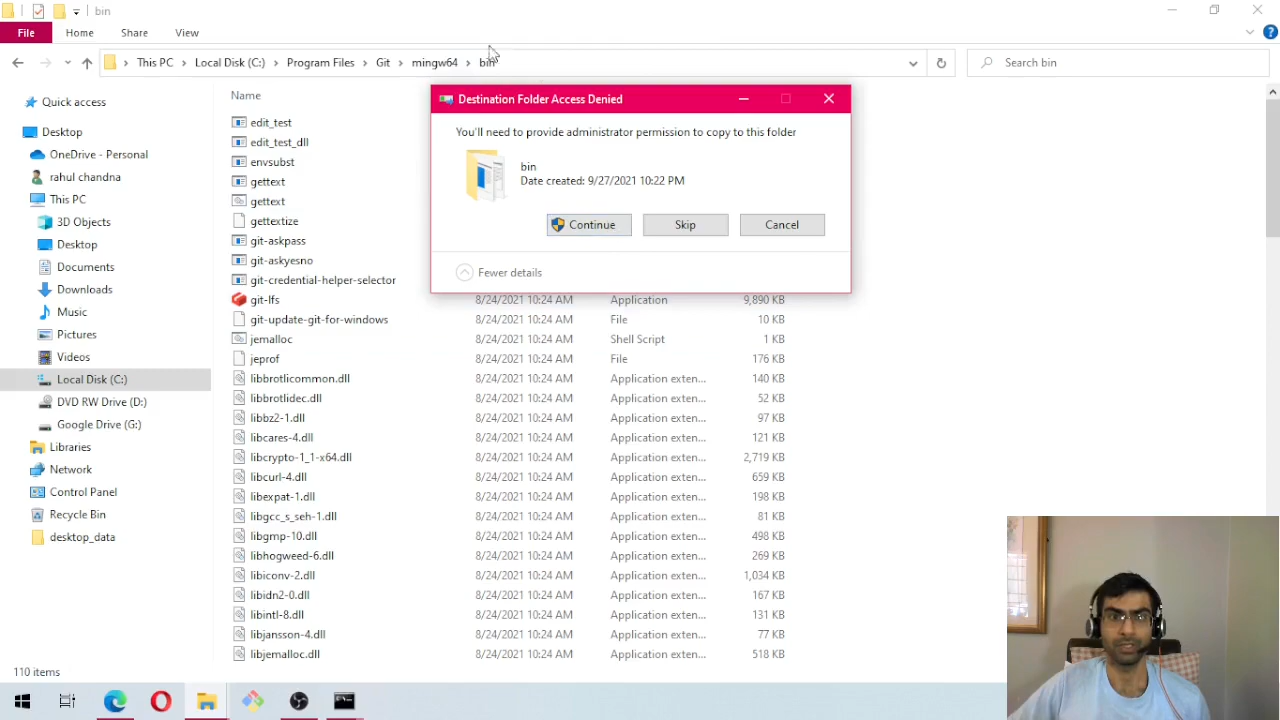 bin
File
Home
Share
View
This PC
Local Disk (C:)
Program Files
Git
mingw64
bin
Search bin
Quick access
Desktop
OneDrive - Personal
rahul chandna
This PC
3D Objects
Desktop
Documents
Downloads
Music
Pictures
Videos
Local Disk (C:)
DVD RW Drive (D:)
Google Drive (G:)
Libraries
Network
Control Panel
Recycle Bin
desktop_data
Name
edit_test
edit_test_dll
envsubst
gettext
gettext
gettextize
git-askpass
git-askyesno
git-credential-helper-selector
git-lfs 8/24/2021 10:24 AM Application 9,890 KB
git-update-git-for-windows 8/24/2021 10:24 AM File 10 KB
jemalloc 8/24/2021 10:24 AM Shell Script 1 KB
jeprof 8/24/2021 10:24 AM File 176 KB
libbrotlicommon.dll 8/24/2021 10:24 AM Application exten... 140 KB
libbrotlidec.dll 8/24/2021 10:24 AM Application exten... 52 KB
libbz2-1.dll 8/24/2021 10:24 AM Application exten... 97 KB
libcares-4.dll 8/24/2021 10:24 AM Application exten... 121 KB
libcrypto-1_1-x64.dll 8/24/2021 10:24 AM Application exten... 2,719 KB
libcurl-4.dll 8/24/2021 10:24 AM Application exten... 659 KB
libexpat-1.dll 8/24/2021 10:24 AM Application exten... 198 KB
libgcc_s_seh-1.dll 8/24/2021 10:24 AM Application exten... 81 KB
libgmp-10.dll 8/24/2021 10:24 AM Application exten... 498 KB
libhogweed-6.dll 8/24/2021 10:24 AM Application exten... 269 KB
libiconv-2.dll 8/24/2021 10:24 AM Application exten... 1,034 KB
libidn2-0.dll 8/24/2021 10:24 AM Application exten... 167 KB
libintl-8.dll 8/24/2021 10:24 AM Application exten... 131 KB
libjansson-4.dll 8/24/2021 10:24 AM Application exten... 77 KB
libjemalloc.dll 8/24/2021 10:24 AM Application exten... 518 KB
Destination Folder Access Denied
You'll need to provide administrator permission to copy to this folder
bin
Date created: 9/27/2021 10:22 PM
Continue
Skip
Cancel
Fewer details
110 items